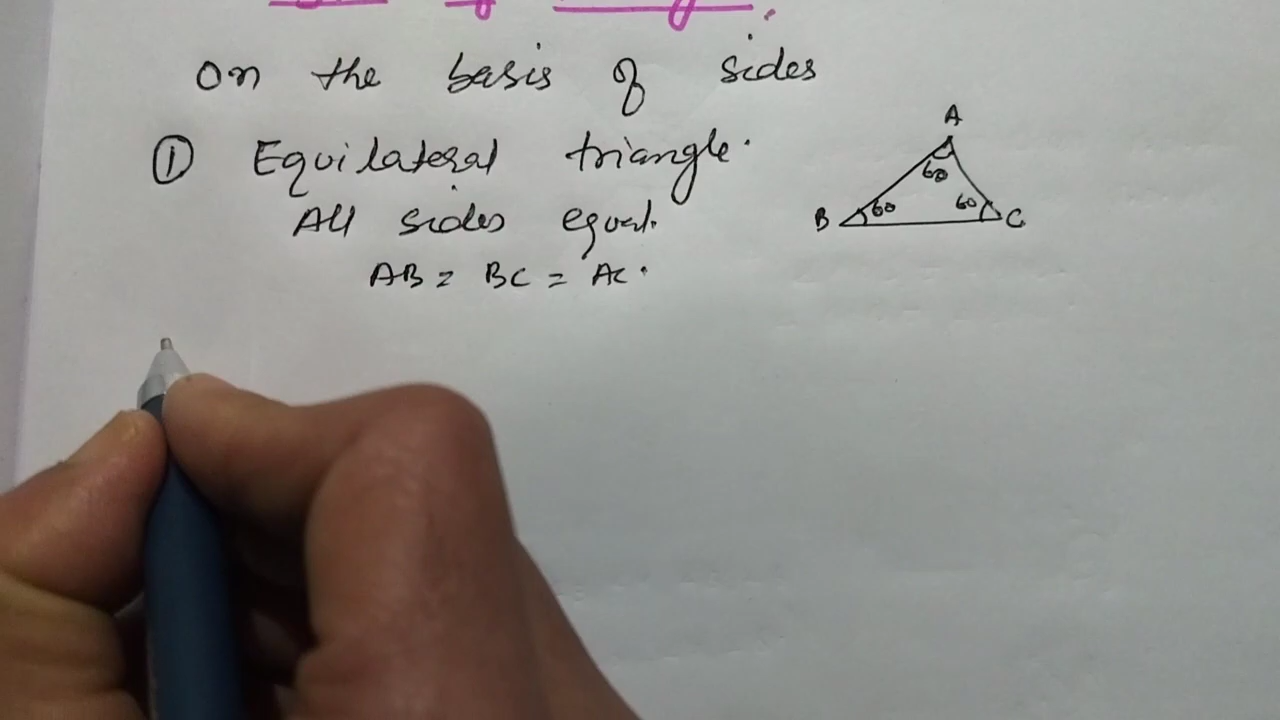 On the basis of sides
① Equilateral triangle.
All sides equal.
AB = BC = AC.
A
60
B 60 60 C